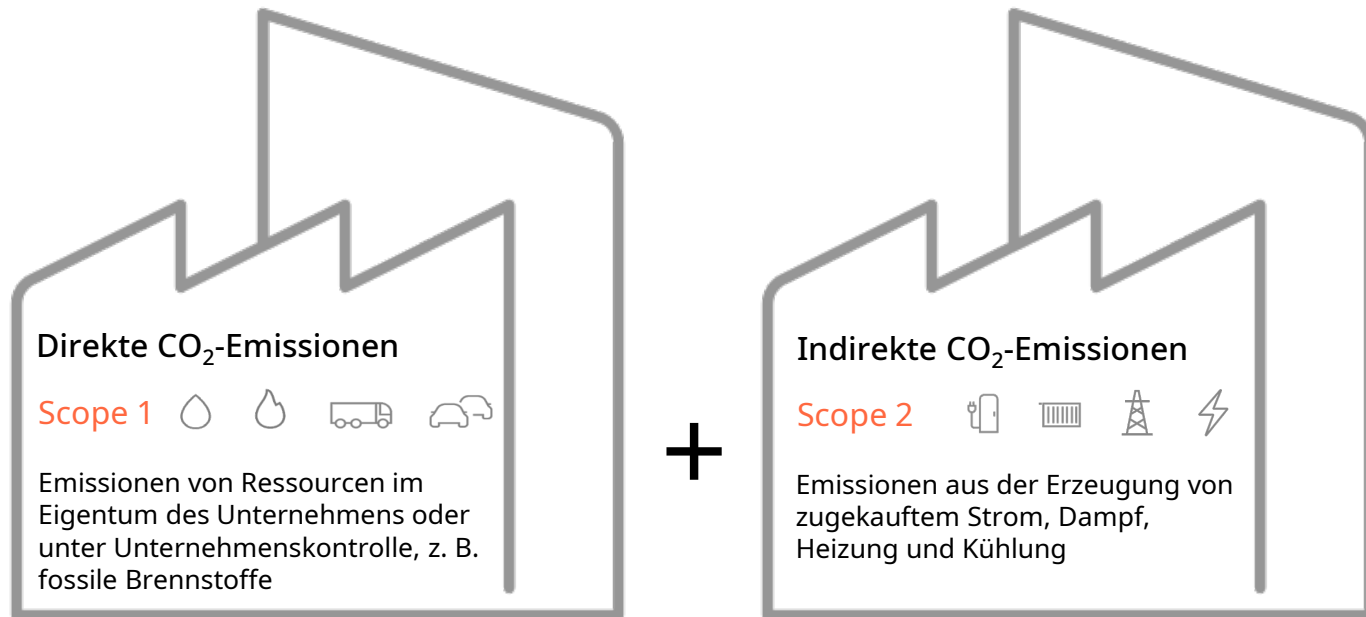 Direkte CO₂-Emissionen
Scope 1
Emissionen von Ressourcen im
Eigentum des Unternehmens oder
unter Unternehmenskontrolle, z. B.
fossile Brennstoffe
+
Indirekte CO₂-Emissionen
Scope 2
Emissionen aus der Erzeugung von
zugekauftem Strom, Dampf,
Heizung und Kühlung